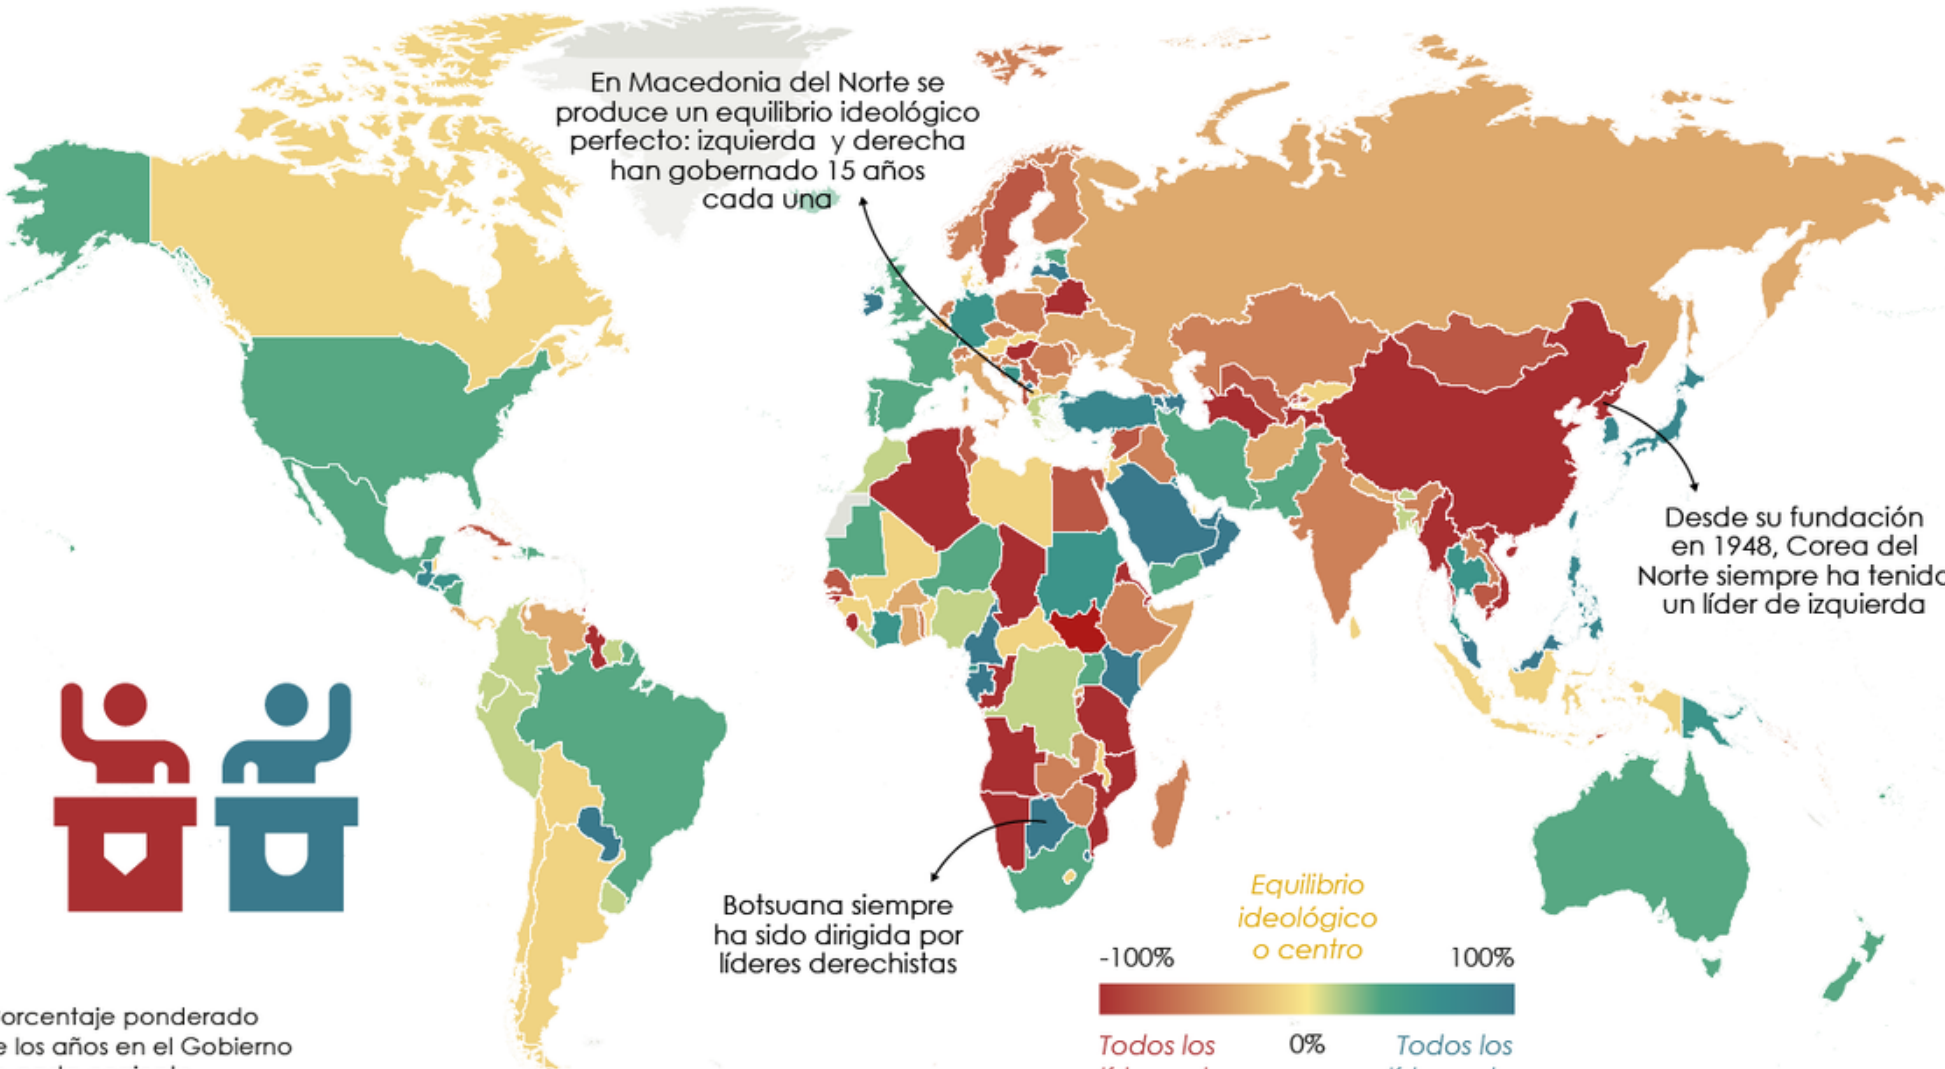 En Macedonia del Norte se
produce un equilibrio ideológico
perfecto: izquierda y derecha
han gobernado 15 años
cada una
Desde su fundación
en 1948, Corea del
Norte siempre ha tenido
un líder de izquierda
Botsuana siempre
ha sido dirigida por
líderes derechistas
Equilibrio
ideológico
o centro
-100%
100%
Todos los
0%
Todos los
orcentaje ponderado
e los años en el Gobierno